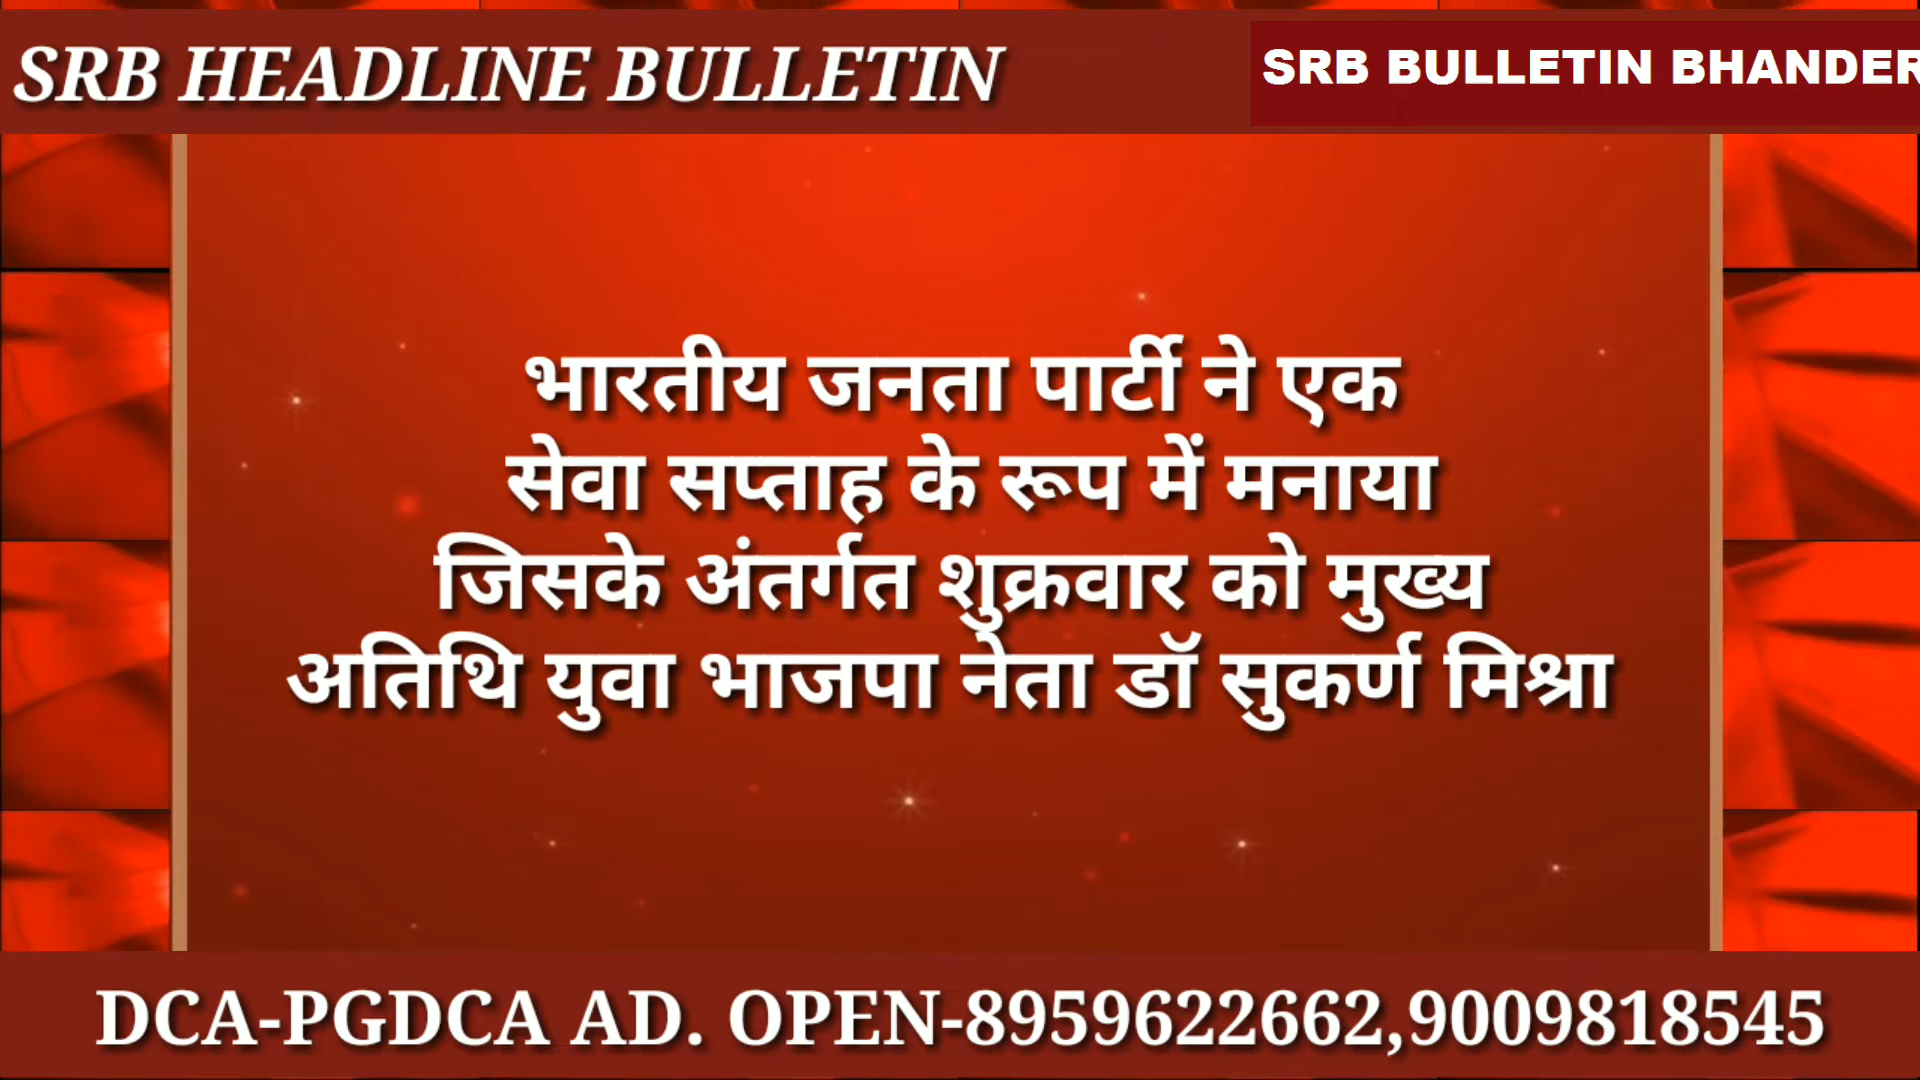 SRB HEADLINE BULLETIN
SRB BULLETIN BHANDER
भारतीय जनता पार्टी ने एक
सेवा सप्ताह के रूप में मनाया
जिसके अंतर्गत शुक्रवार को मुख्य
अतिथि युवा भाजपा नेता डॉ सुकर्ण मिश्रा
DCA-PGDCA AD. OPEN-8959622662,9009818545